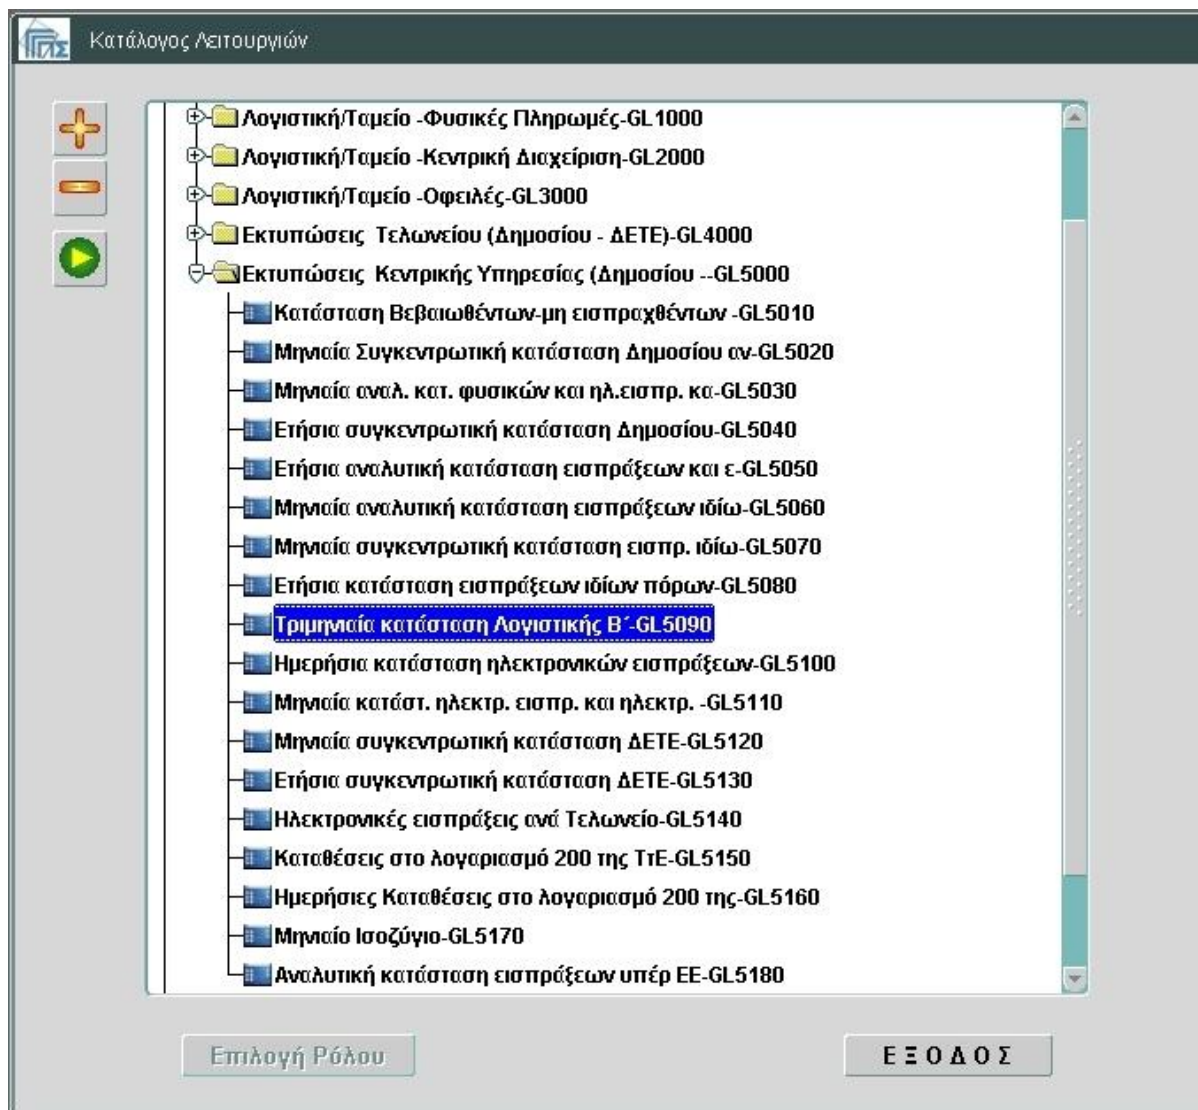 ΓΓΠΣ
Κατάλογος Λειτουργιών
Λογιστική/Ταμείο -Φυσικές Πληρωμές-GL1000
Λογιστική/Ταμείο -Κεντρική Διαχείριση-GL2000
Λογιστική/Ταμείο -Οφειλές-GL3000
Εκτυπώσεις Τελωνείου (Δημοσίου - ΔΕΤΕ)-GL4000
Εκτυπώσεις Κεντρικής Υπηρεσίας (Δημοσίου --GL5000
Κατάσταση Βεβαιωθέντων-μη εισπραχθέντων -GL5010
Μηνιαία Συγκεντρωτική κατάσταση Δημοσίου αν-GL5020
Μηνιαία αναλ. κατ. φυσικών και ηλ.εισπρ. κα-GL5030
Ετήσια συγκεντρωτική κατάσταση Δημοσίου-GL5040
Ετήσια αναλυτική κατάσταση εισπράξεων και ε-GL5050
Μηνιαία αναλυτική κατάσταση εισπράξεων ιδίω-GL5060
Μηνιαία συγκεντρωτική κατάσταση εισπρ. ιδίω-GL5070
Ετήσια κατάσταση εισπράξεων ιδίων πόρων-GL5080
Τριμηνιαία κατάσταση Λογιστικής Β΄-GL5090
Ημερήσια κατάσταση ηλεκτρονικών εισπράξεων-GL5100
Μηνιαία κατάστ. ηλεκτρ. εισπρ. και ηλεκτρ. -GL5110
Μηνιαία συγκεντρωτική κατάσταση ΔΕΤΕ-GL5120
Ετήσια συγκεντρωτική κατάσταση ΔΕΤΕ-GL5130
Ηλεκτρονικές εισπράξεις ανά Τελωνείο-GL5140
Καταθέσεις στο λογαριασμό 200 της ΤτΕ-GL5150
Ημερήσιες Καταθέσεις στο λογαριασμό 200 της-GL5160
Μηνιαίο Ισοζύγιο-GL5170
Αναλυτική κατάσταση εισπράξεων υπέρ ΕΕ-GL5180
Επιλογή Ρόλου
ΕΞΟΔΟΣ